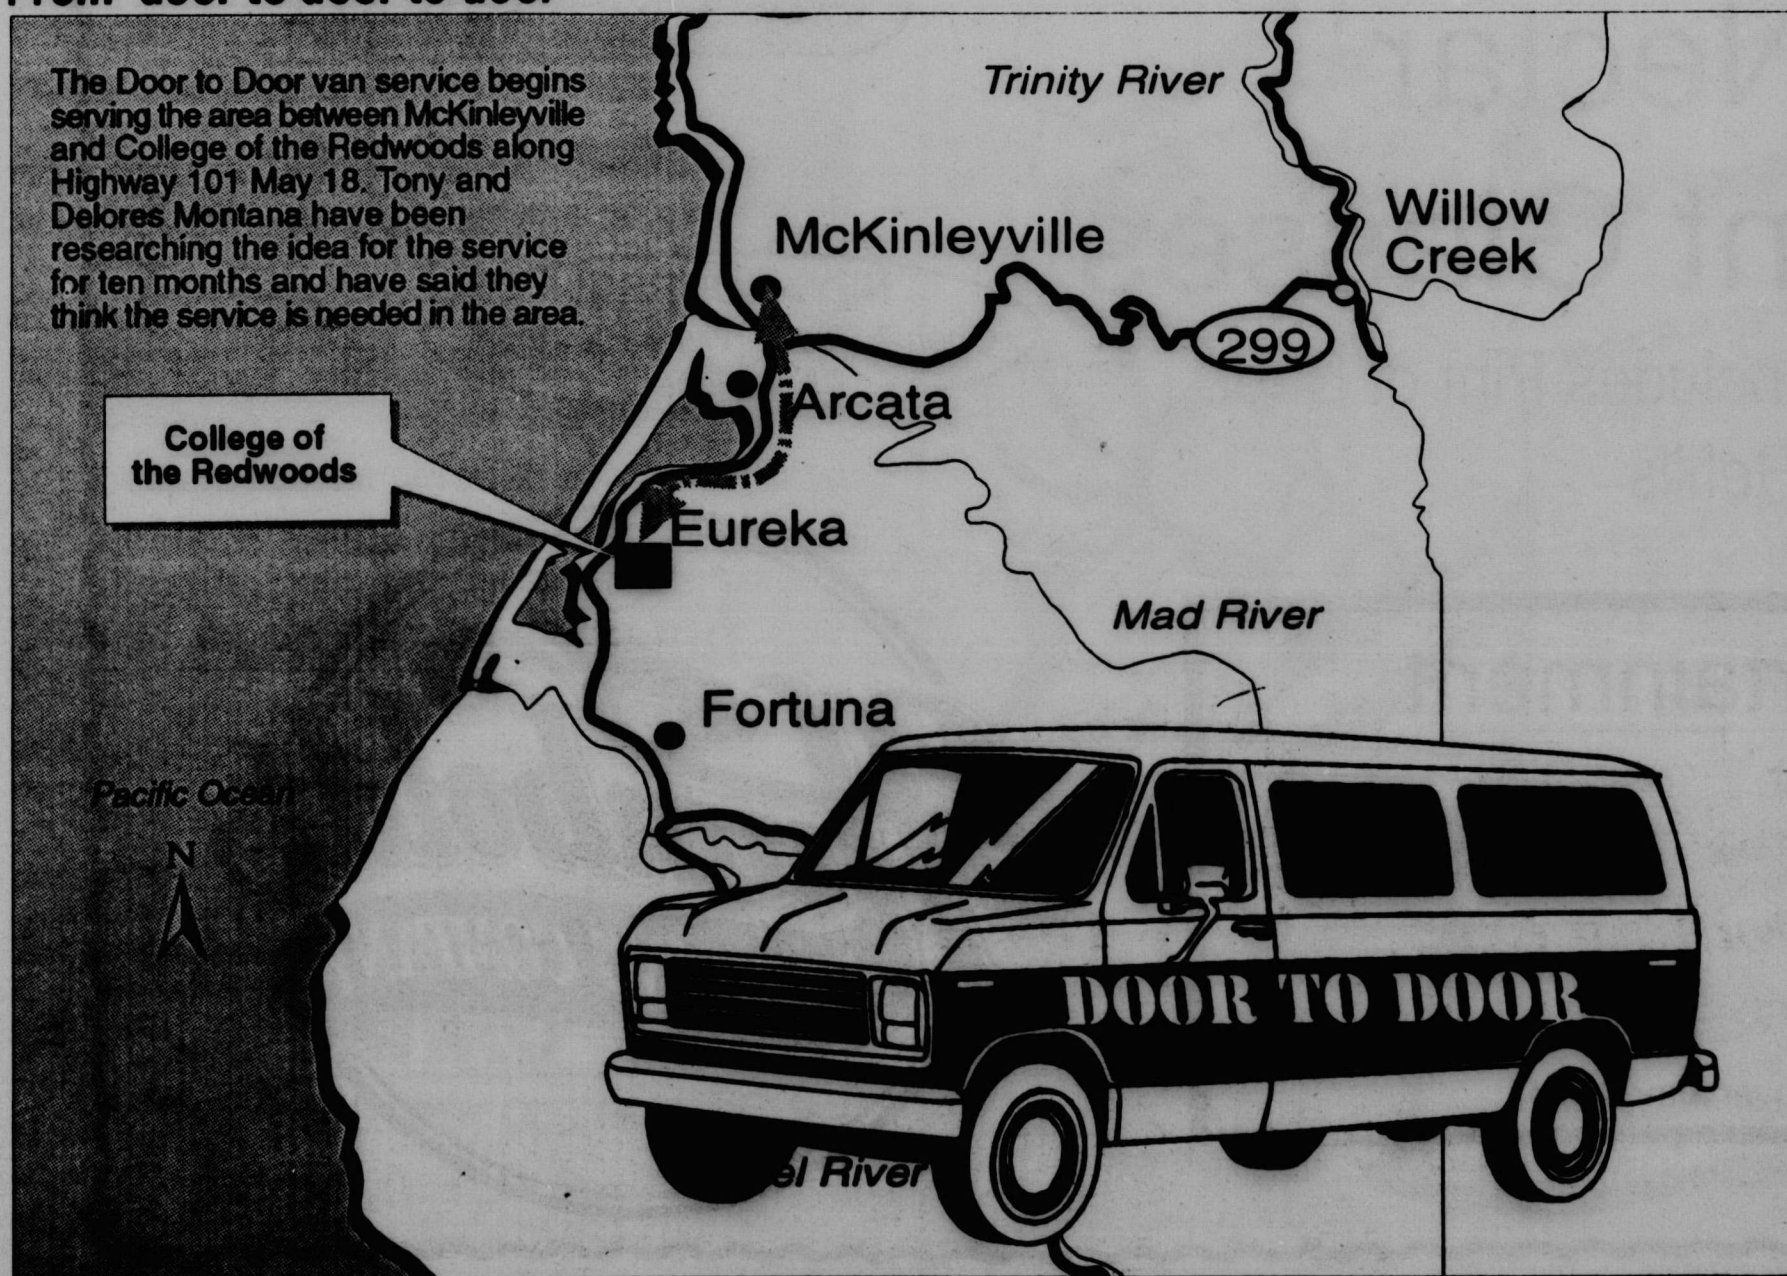 The Door to Door van service begins
serving the area between McKinleyville
and College of the Redwoods along
Highway 101 May 18. Tony and
Delores Montana have been
researching the idea for the service
for ten months and have said they
think the service is needed in the area.
Trinity River
Willow
Creek
McKinleyville
299
Arcata
College of
the Redwoods
Eureka
Mad River
Fortuna
Pacific Ocean
N
DOOR TO DOOR
el River